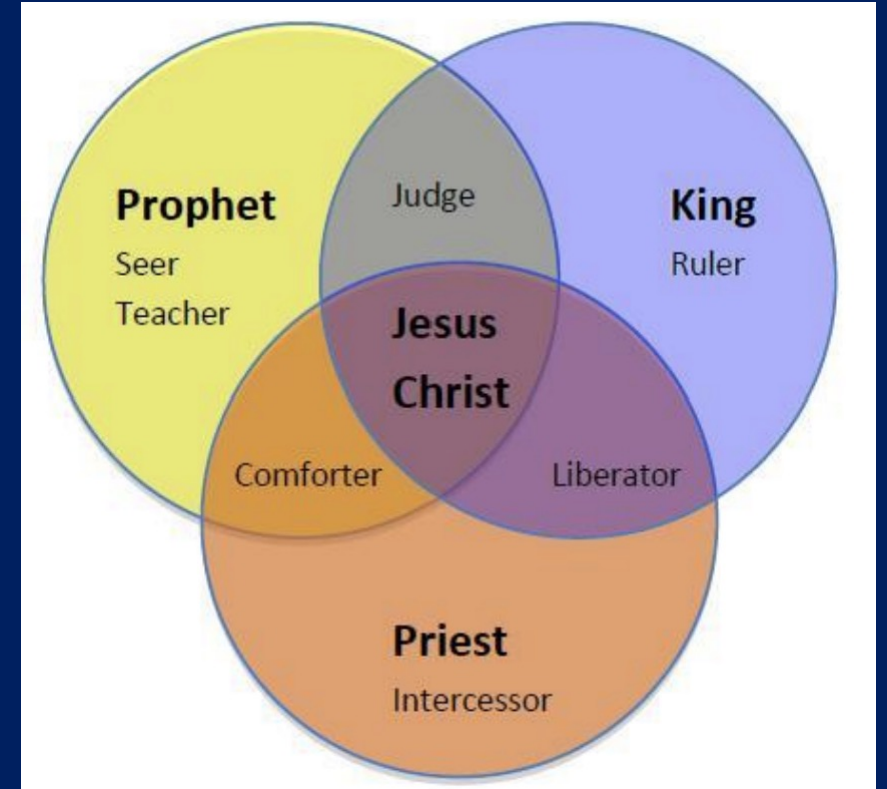 Prophet
Seer
Teacher
Judge
King
Ruler
Jesus
Christ
Comforter
Liberator
Priest
Intercessor